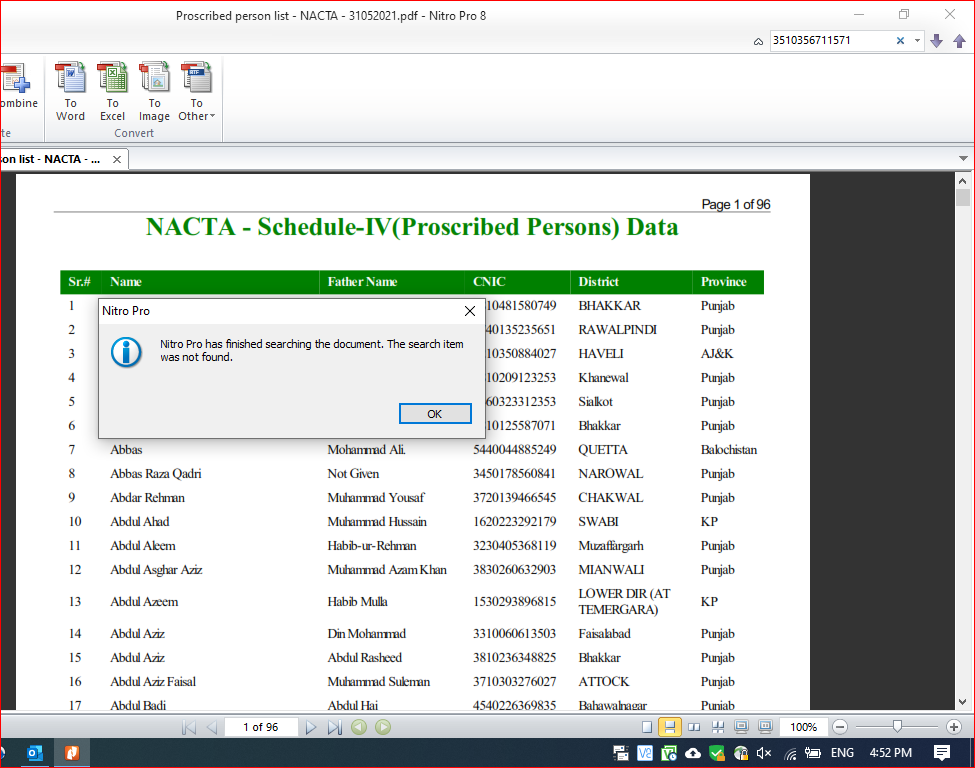 Proscribed person list - NACTA - 31052021.pdf - Nitro Pro 8
3510356711571
ombine
To Word
To Excel
To Image
To Other
te
Convert
on list - NACTA - ...
Page 1 of 96
NACTA - Schedule-IV(Proscribed Persons) Data
Sr.# Name Father Name CNIC District Province
1 10481580749 BHAKKAR Punjab
2 40135235651 RAWALPINDI Punjab
3 10350884027 HAVELI AJ&K
4 10209123253 Khanewal Punjab
5 60323312353 Sialkot Punjab
6 10125587071 Bhakkar Punjab
7 Abbas Mohammad Ali. 5440044885249 QUETTA Balochistan
8 Abbas Raza Qadri Not Given 3450178560841 NAROWAL Punjab
9 Abdar Rehman Muhammad Yousaf 3720139466545 CHAKWAL Punjab
10 Abdul Ahad Muhammad Hussain 1620223292179 SWABI KP
11 Abdul Aleem Habib-ur-Rehman 3230405368119 Muzaffargarh Punjab
12 Abdul Asghar Aziz Muhammad Azam Khan 3830260632903 MIANWALI Punjab
13 Abdul Azeem Habib Mulla 1530293896815 LOWER DIR (AT TEMERGARA) KP
14 Abdul Aziz Din Mohammad 3310060613503 Faisalabad Punjab
15 Abdul Aziz Abdul Rasheed 3810236348825 Bhakkar Punjab
16 Abdul Aziz Faisal Muhammad Suleman 3710303276027 ATTOCK Punjab
17 Abdul Badi Abdul Hai 4540226369835 Bahawalnagar Punjab
Nitro Pro
Nitro Pro has finished searching the document. The search item
was not found.
OK
1 of 96
100%
ENG 4:52 PM